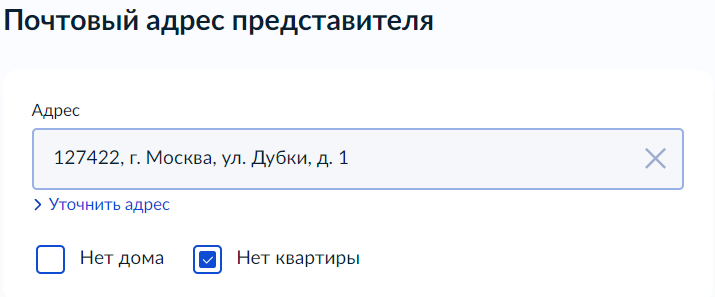 Почтовый адрес представителя
Адрес
127422, г. Москва, ул. Дубки, д. 1
Уточнить адрес
Нет дома Нет квартиры